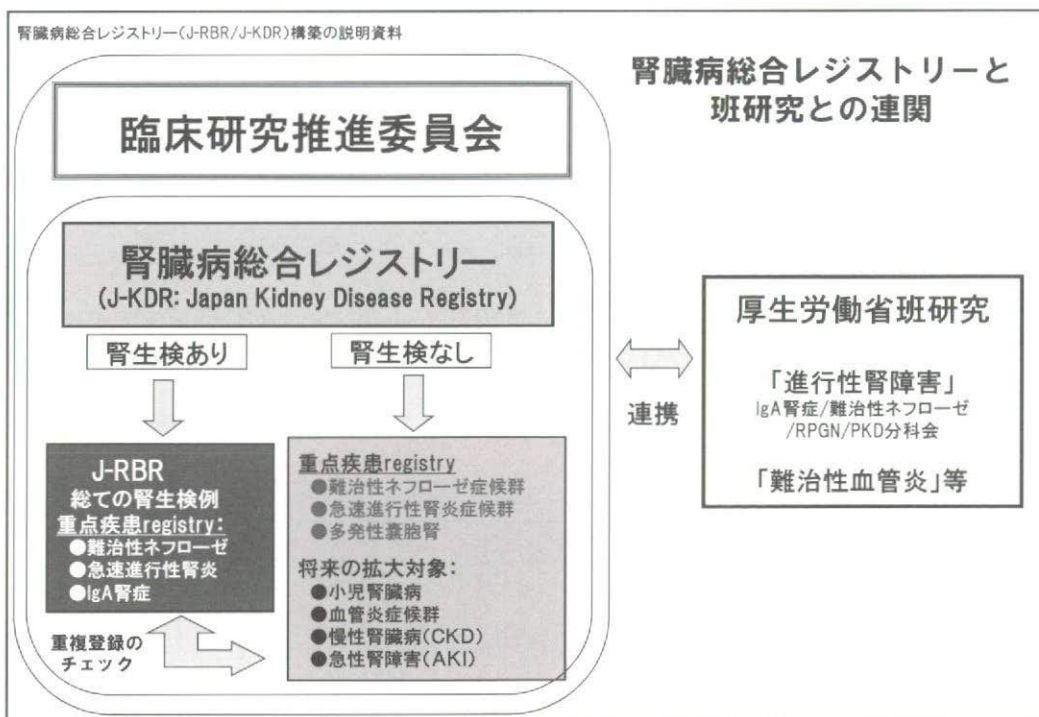 腎臓病総合レジストリー(J-RBR/J-KDR)構築の説明資料
腎臓病総合レジストリーと
班研究との連関
臨床研究推進委員会
腎臓病総合レジストリー
(J-KDR: Japan Kidney Disease Registry)
腎生検あり
腎生検なし
J-RBR
総ての腎生検例
重点疾患registry:
●難治性ネフローゼ
●急速進行性腎炎
●IgA腎症
重点疾患registry
●難治性ネフローゼ症候群
●急速進行性腎炎症候群
●多発性嚢胞腎
将来の拡大対象:
●小児腎臓病
●血管炎症候群
●慢性腎臓病(CKD)
●急性腎障害(AKI)
重複登録の
チェック
連携
厚生労働省班研究
「進行性腎障害」
IgA腎症/難治性ネフローゼ
/RPGN/PKD分科会
「難治性血管炎」等